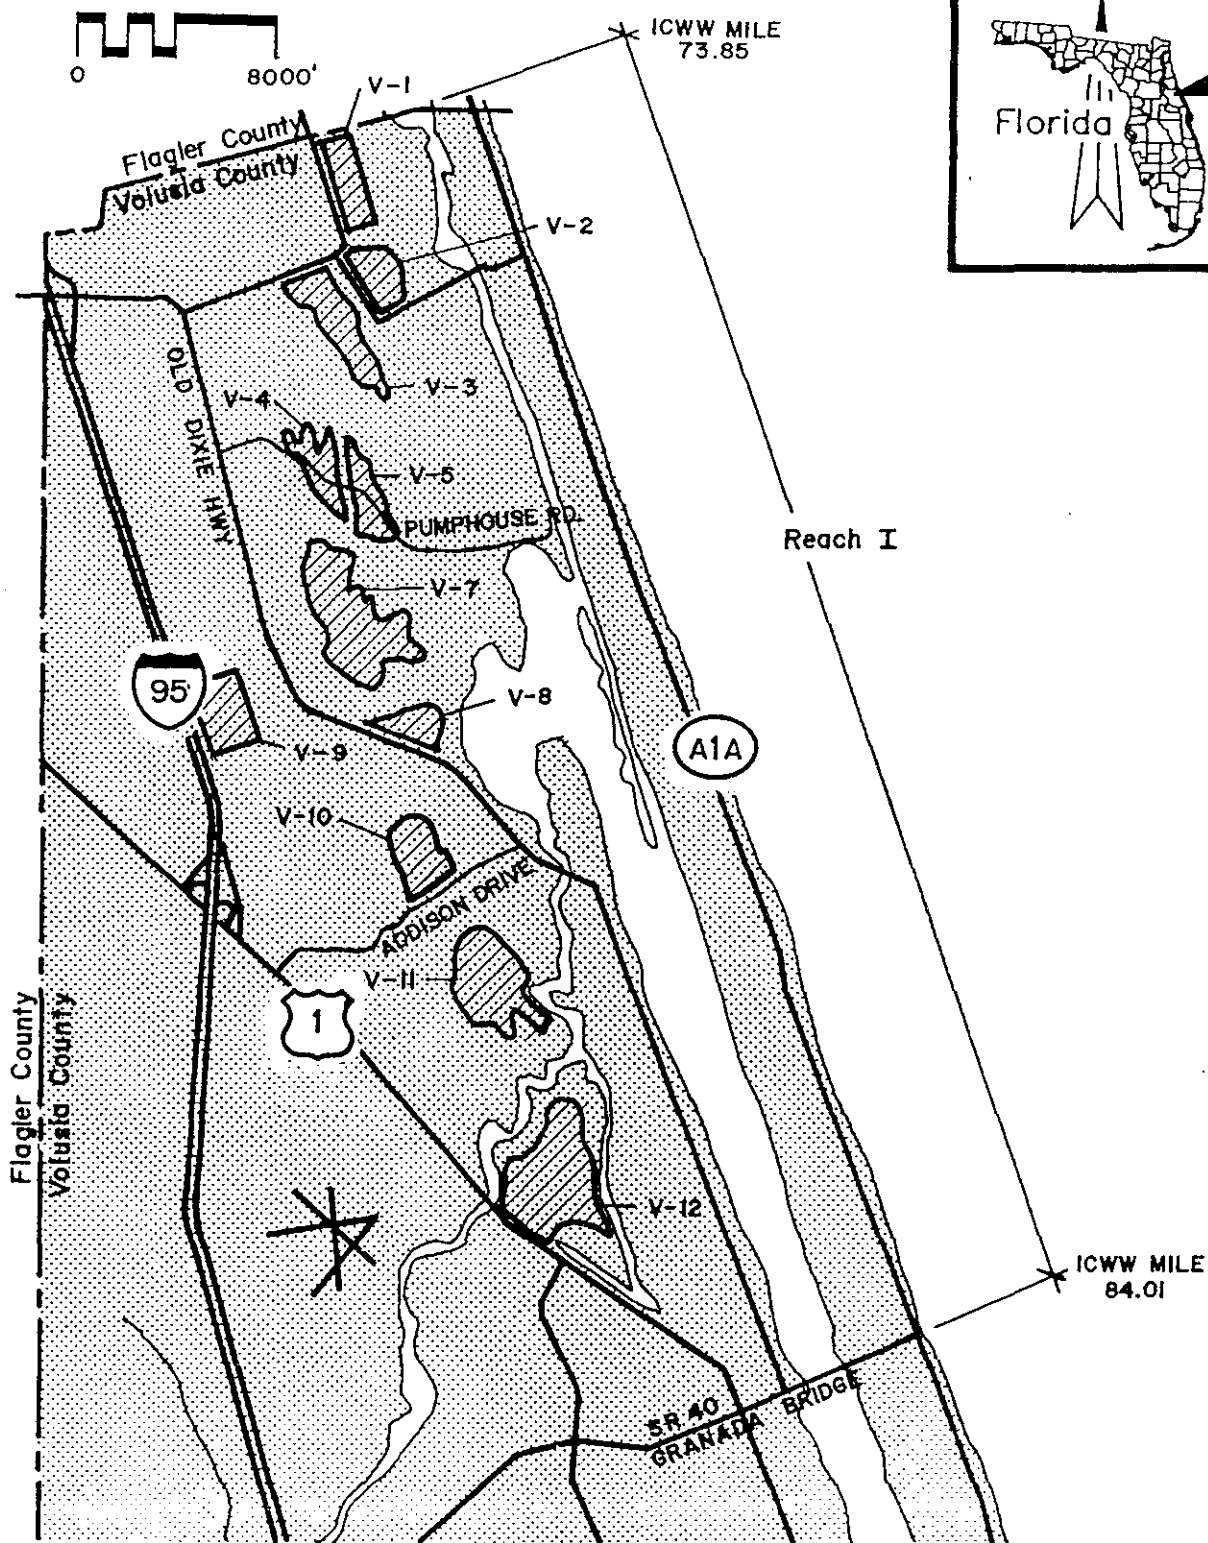 0 8000'
ICWW MILE
73.85
Florida
V-1
Flagler County
Volusia County
V-2
V-3
OLD DIXIE HWY
V-4
V-5
PUMPHOUSE RD.
Reach I
V-7
95
V-8
A1A
V-9
V-10
ADDISON DRIVE
V-11
1
Flagler County
Volusia County
V-12
ICWW MILE
84.01
SR 40
GRANADA BRIDGE